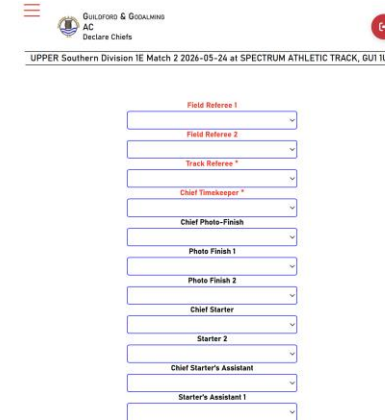 GUILDFORD & GODALMING
AC
Declare Chiefs
UPPER Southern Division 1E Match 2 2026-05-24 at SPECTRUM ATHLETIC TRACK, GU1 1U
Field Referee 1
Field Referee 2
Track Referee *
Chief Timekeeper *
Chief Photo-Finish
Photo Finish 1
Photo Finish 2
Chief Starter
Starter 2
Chief Starter's Assistant
Starter's Assistant 1